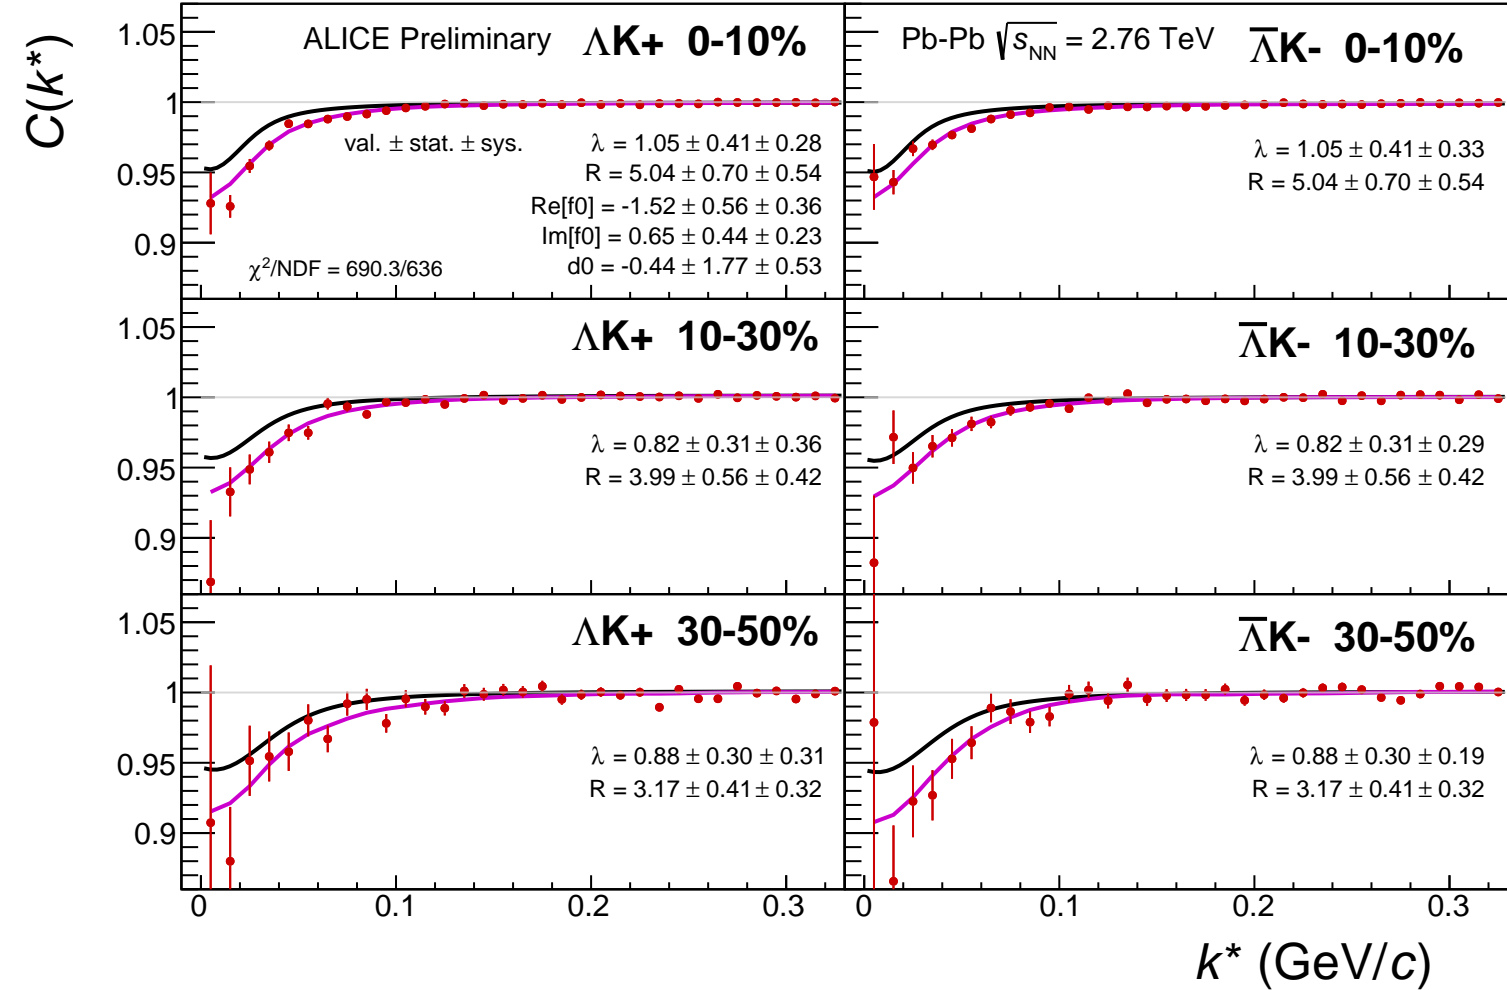 C(k*)
ALICE Preliminary ΛK+ 0-10%
val. ± stat. ± sys.
λ = 1.05 ± 0.41 ± 0.28
R = 5.04 ± 0.70 ± 0.54
Re[f0] = -1.52 ± 0.56 ± 0.36
Im[f0] = 0.65 ± 0.44 ± 0.23
d0 = -0.44 ± 1.77 ± 0.53
χ²/NDF = 690.3/636
1.05
1
0.95
0.9
Pb-Pb √sNN = 2.76 TeV Λ̅K- 0-10%
λ = 1.05 ± 0.41 ± 0.33
R = 5.04 ± 0.70 ± 0.54
ΛK+ 10-30%
λ = 0.82 ± 0.31 ± 0.36
R = 3.99 ± 0.56 ± 0.42
1.05
1
0.95
0.9
Λ̅K- 10-30%
λ = 0.82 ± 0.31 ± 0.29
R = 3.99 ± 0.56 ± 0.42
ΛK+ 30-50%
λ = 0.88 ± 0.30 ± 0.31
R = 3.17 ± 0.41 ± 0.32
1.05
1
0.95
0.9
Λ̅K- 30-50%
λ = 0.88 ± 0.30 ± 0.19
R = 3.17 ± 0.41 ± 0.32
0 0.1 0.2 0.3
0 0.1 0.2 0.3
k* (GeV/c)